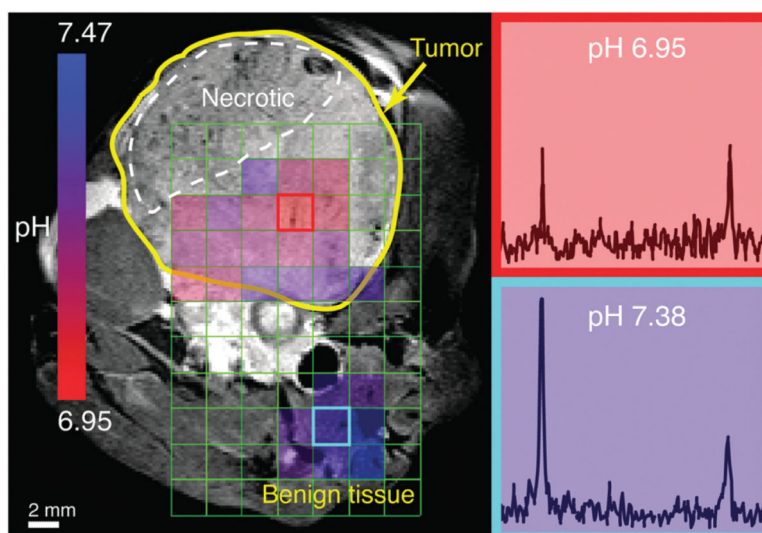 7.47
pH
6.95
Necrotic
Tumor
Benign tissue
2 mm
pH 6.95
pH 7.38